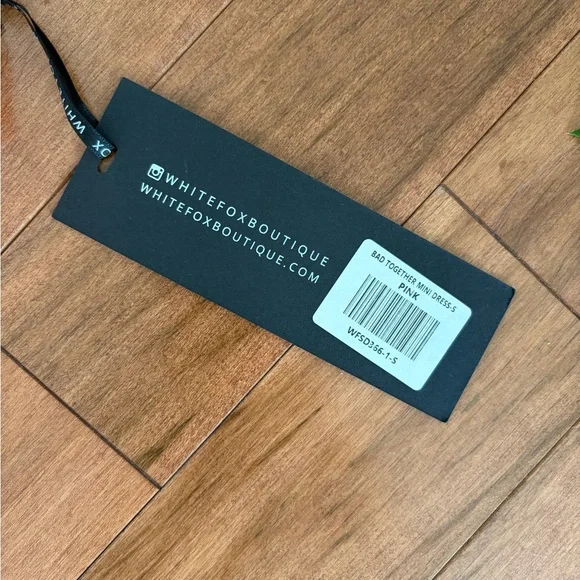 WHITEFOXBOUTIQUE
WHITEFOXBOUTIQUE.COM
BAD TOGETHER MINI DRESS-S
PINK
WFSD366-1-S